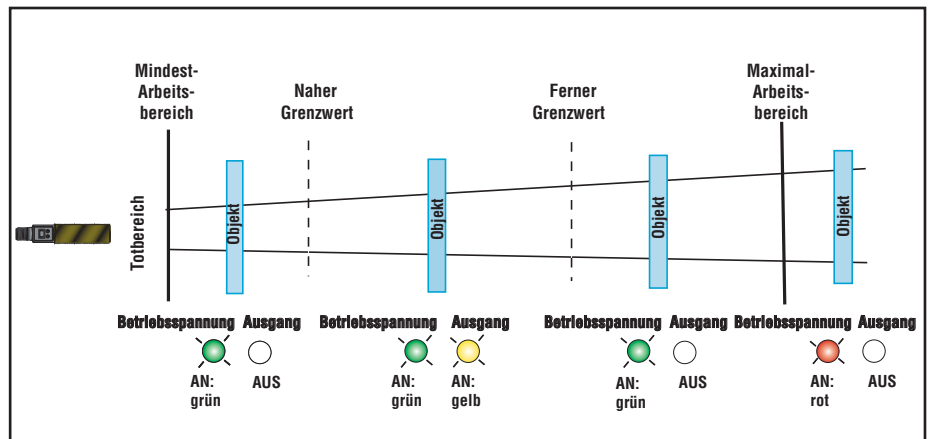 Mindest-
Arbeits-
bereich
Naher
Grenzwert
Ferner
Grenzwert
Maximal-
Arbeits-
bereich
Totbereich
Objekt
Objekt
Objekt
Objekt
Betriebsspannung Ausgang
AN:
grün
AUS
Betriebsspannung Ausgang
AN:
grün
AN:
gelb
Betriebsspannung Ausgang
AN:
grün
AUS
Betriebsspannung Ausgang
AN:
rot
AUS